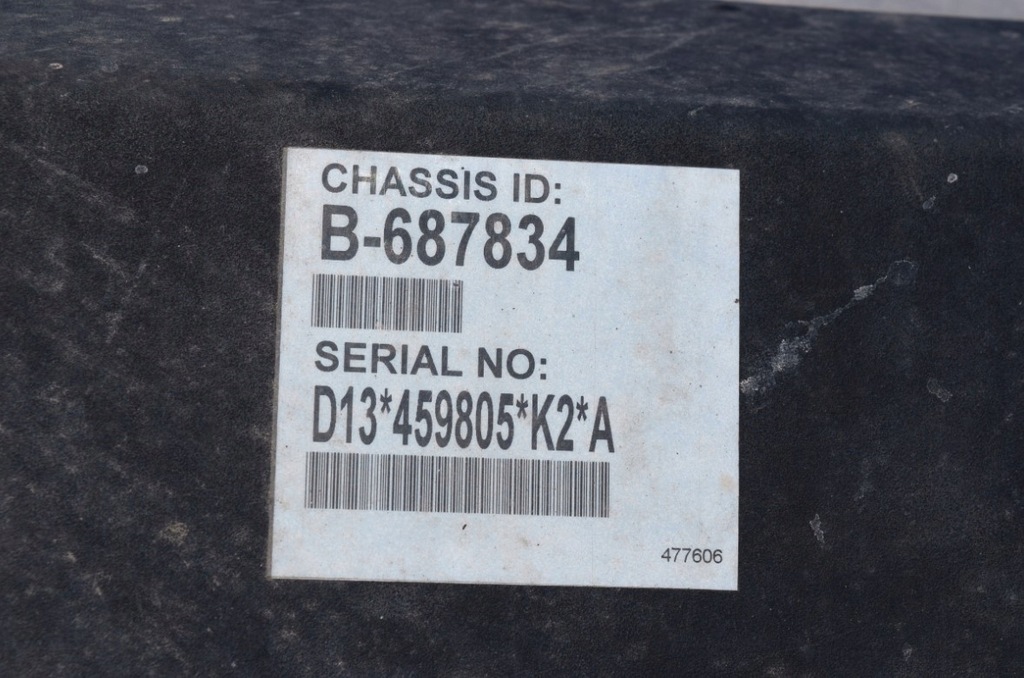 CHASSIS ID:
B-687834
SERIAL NO:
D13*459805*K2*A
477606